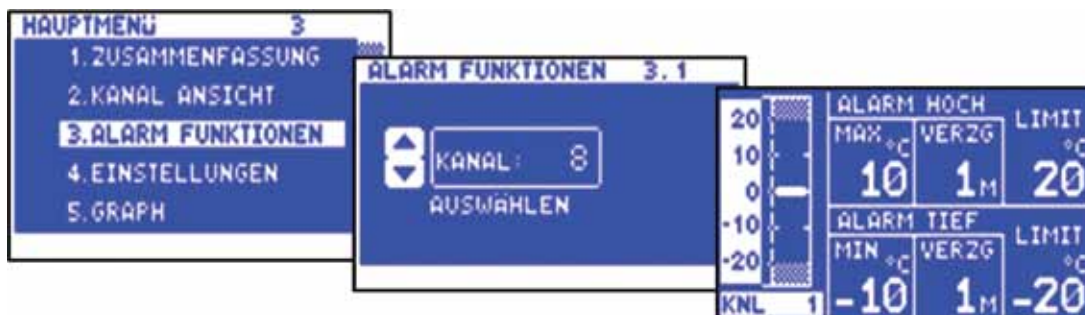 HAUPTMENÜ 3
1.ZUSAMMENFASSUNG
2.KANAL ANSICHT
3.ALARM FUNKTIONEN
4.EINSTELLUNGEN
5.GRAPH
ALARM FUNKTIONEN 3.1
KANAL: 8
AUSWÄHLEN
20
10
0
-10
-20
KNL 1
ALARM HOCH
MAX °C VERZG LIMIT °C
10 1M 20
ALARM TIEF
MIN °C VERZG LIMIT °C
-10 1M -20